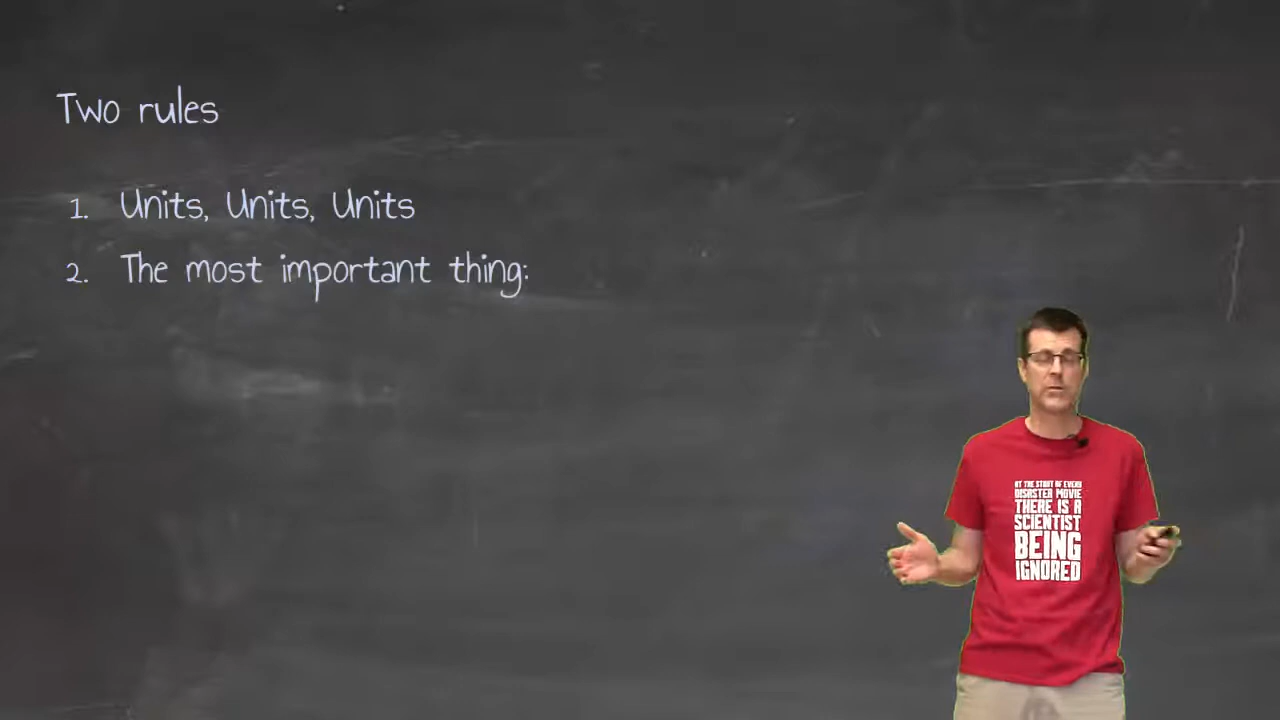 Two rules
1. Units, Units, Units
2. The most important thing:
AT THE START OF EVERY
DISASTER MOVIE
THERE IS A
SCIENTIST
BEING
IGNORED